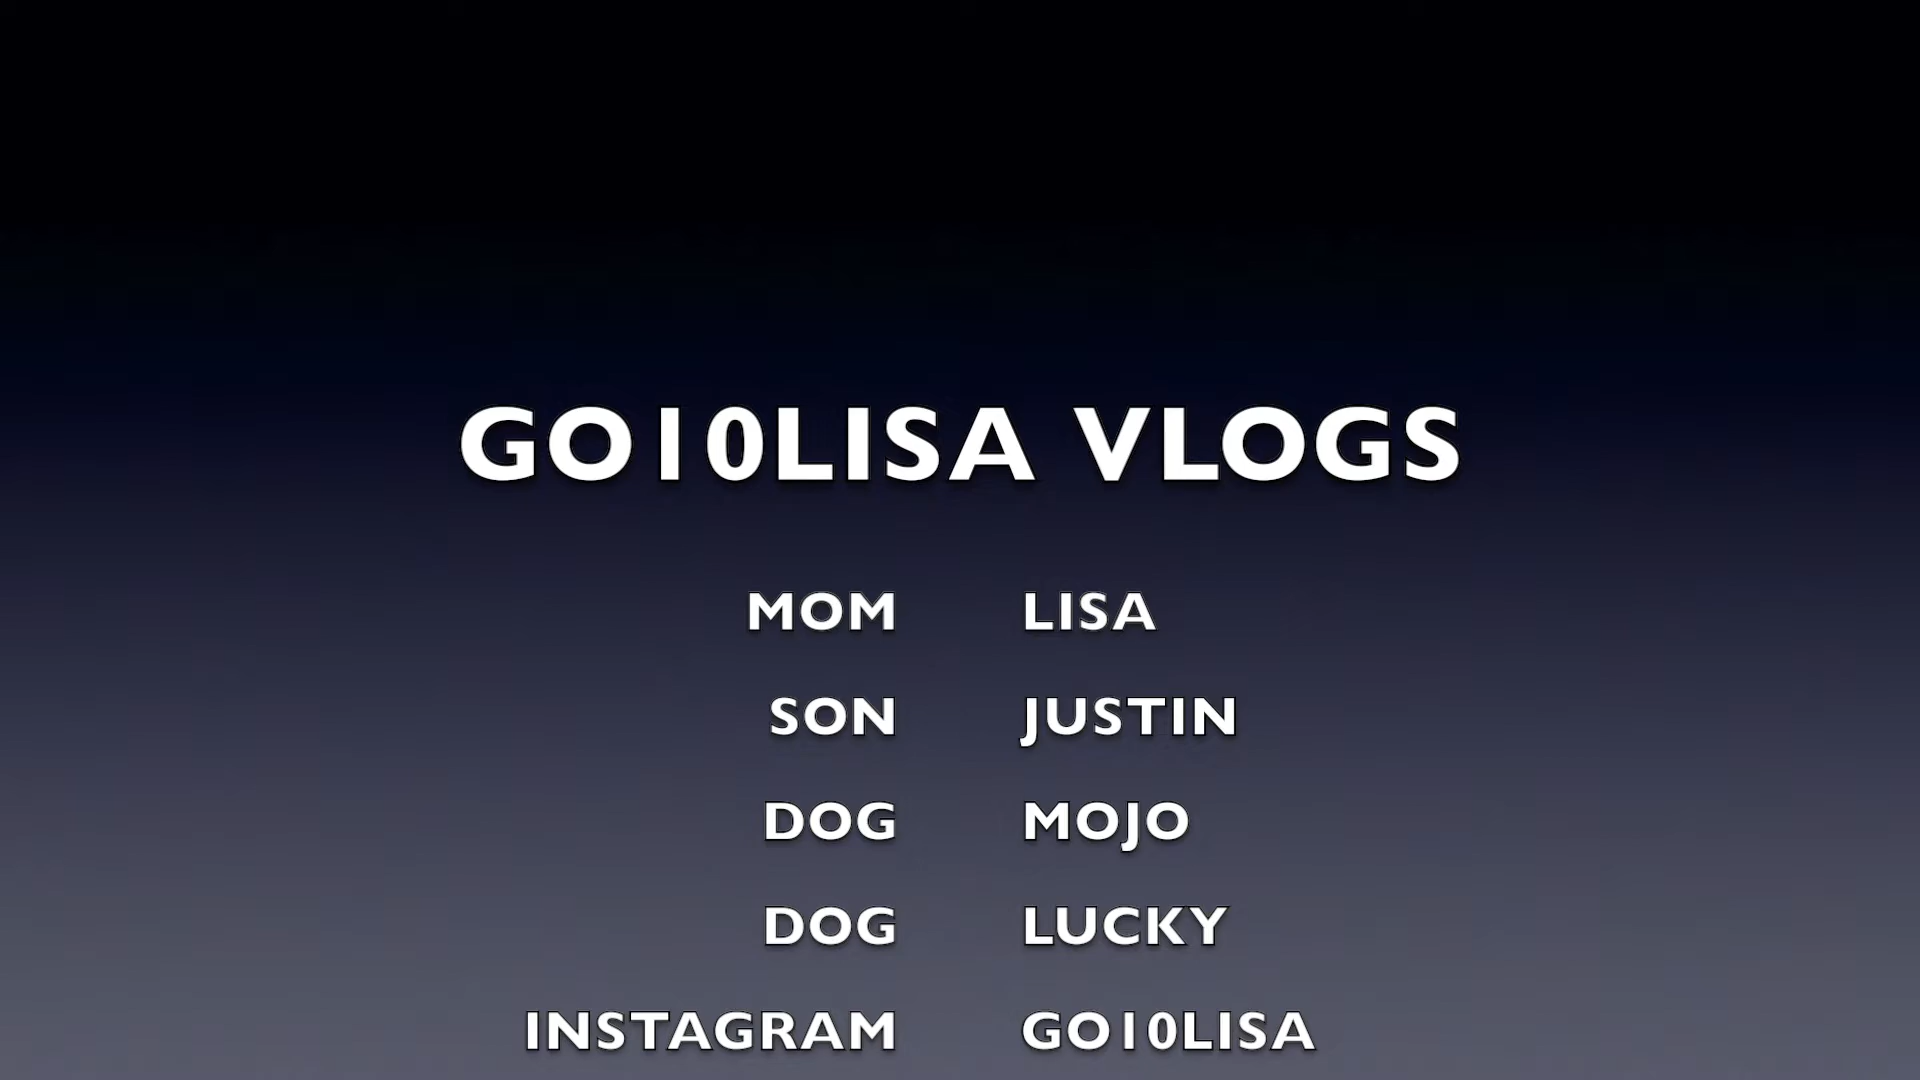 GO10LISA VLOGS
MOM LISA
SON JUSTIN
DOG MOJO
DOG LUCKY
INSTAGRAM GO10LISA